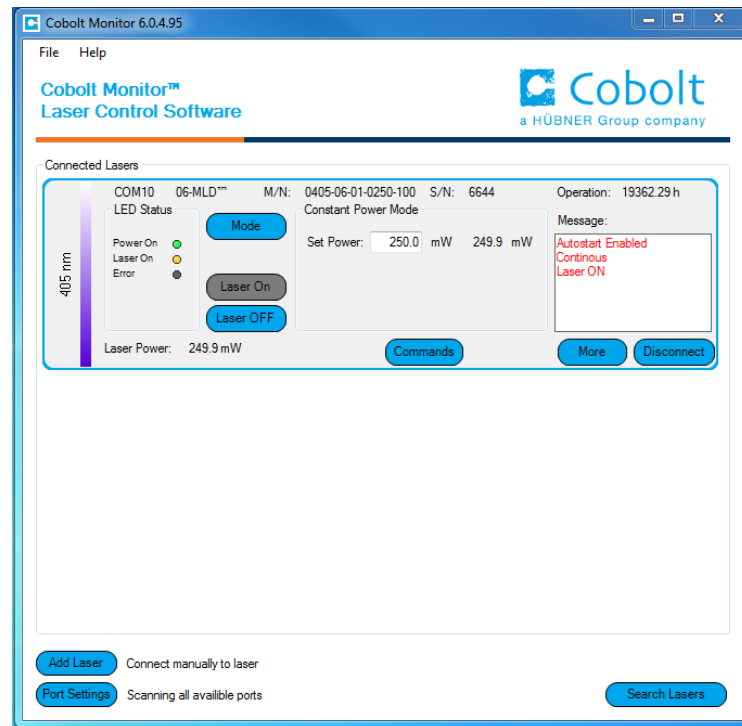 Cobolt Monitor 6.0.4.95
File Help
Cobolt Monitor™
Laser Control Software
Cobolt
a HÜBNER Group company
Connected Lasers
COM10 06-MLD™ M/N: 0405-06-01-0250-100 S/N: 6644 Operation: 19362.29 h
LED Status
Mode
Constant Power Mode
Message:
Power On
Set Power: 250.0 mW 249.9 mW
Autostart Enabled
Laser On
Continous
Error
Laser ON
405 nm
Laser On
Laser OFF
Laser Power: 249.9 mW
Commands
More
Disconnect
Add Laser Connect manually to laser
Port Settings Scanning all availible ports
Search Lasers